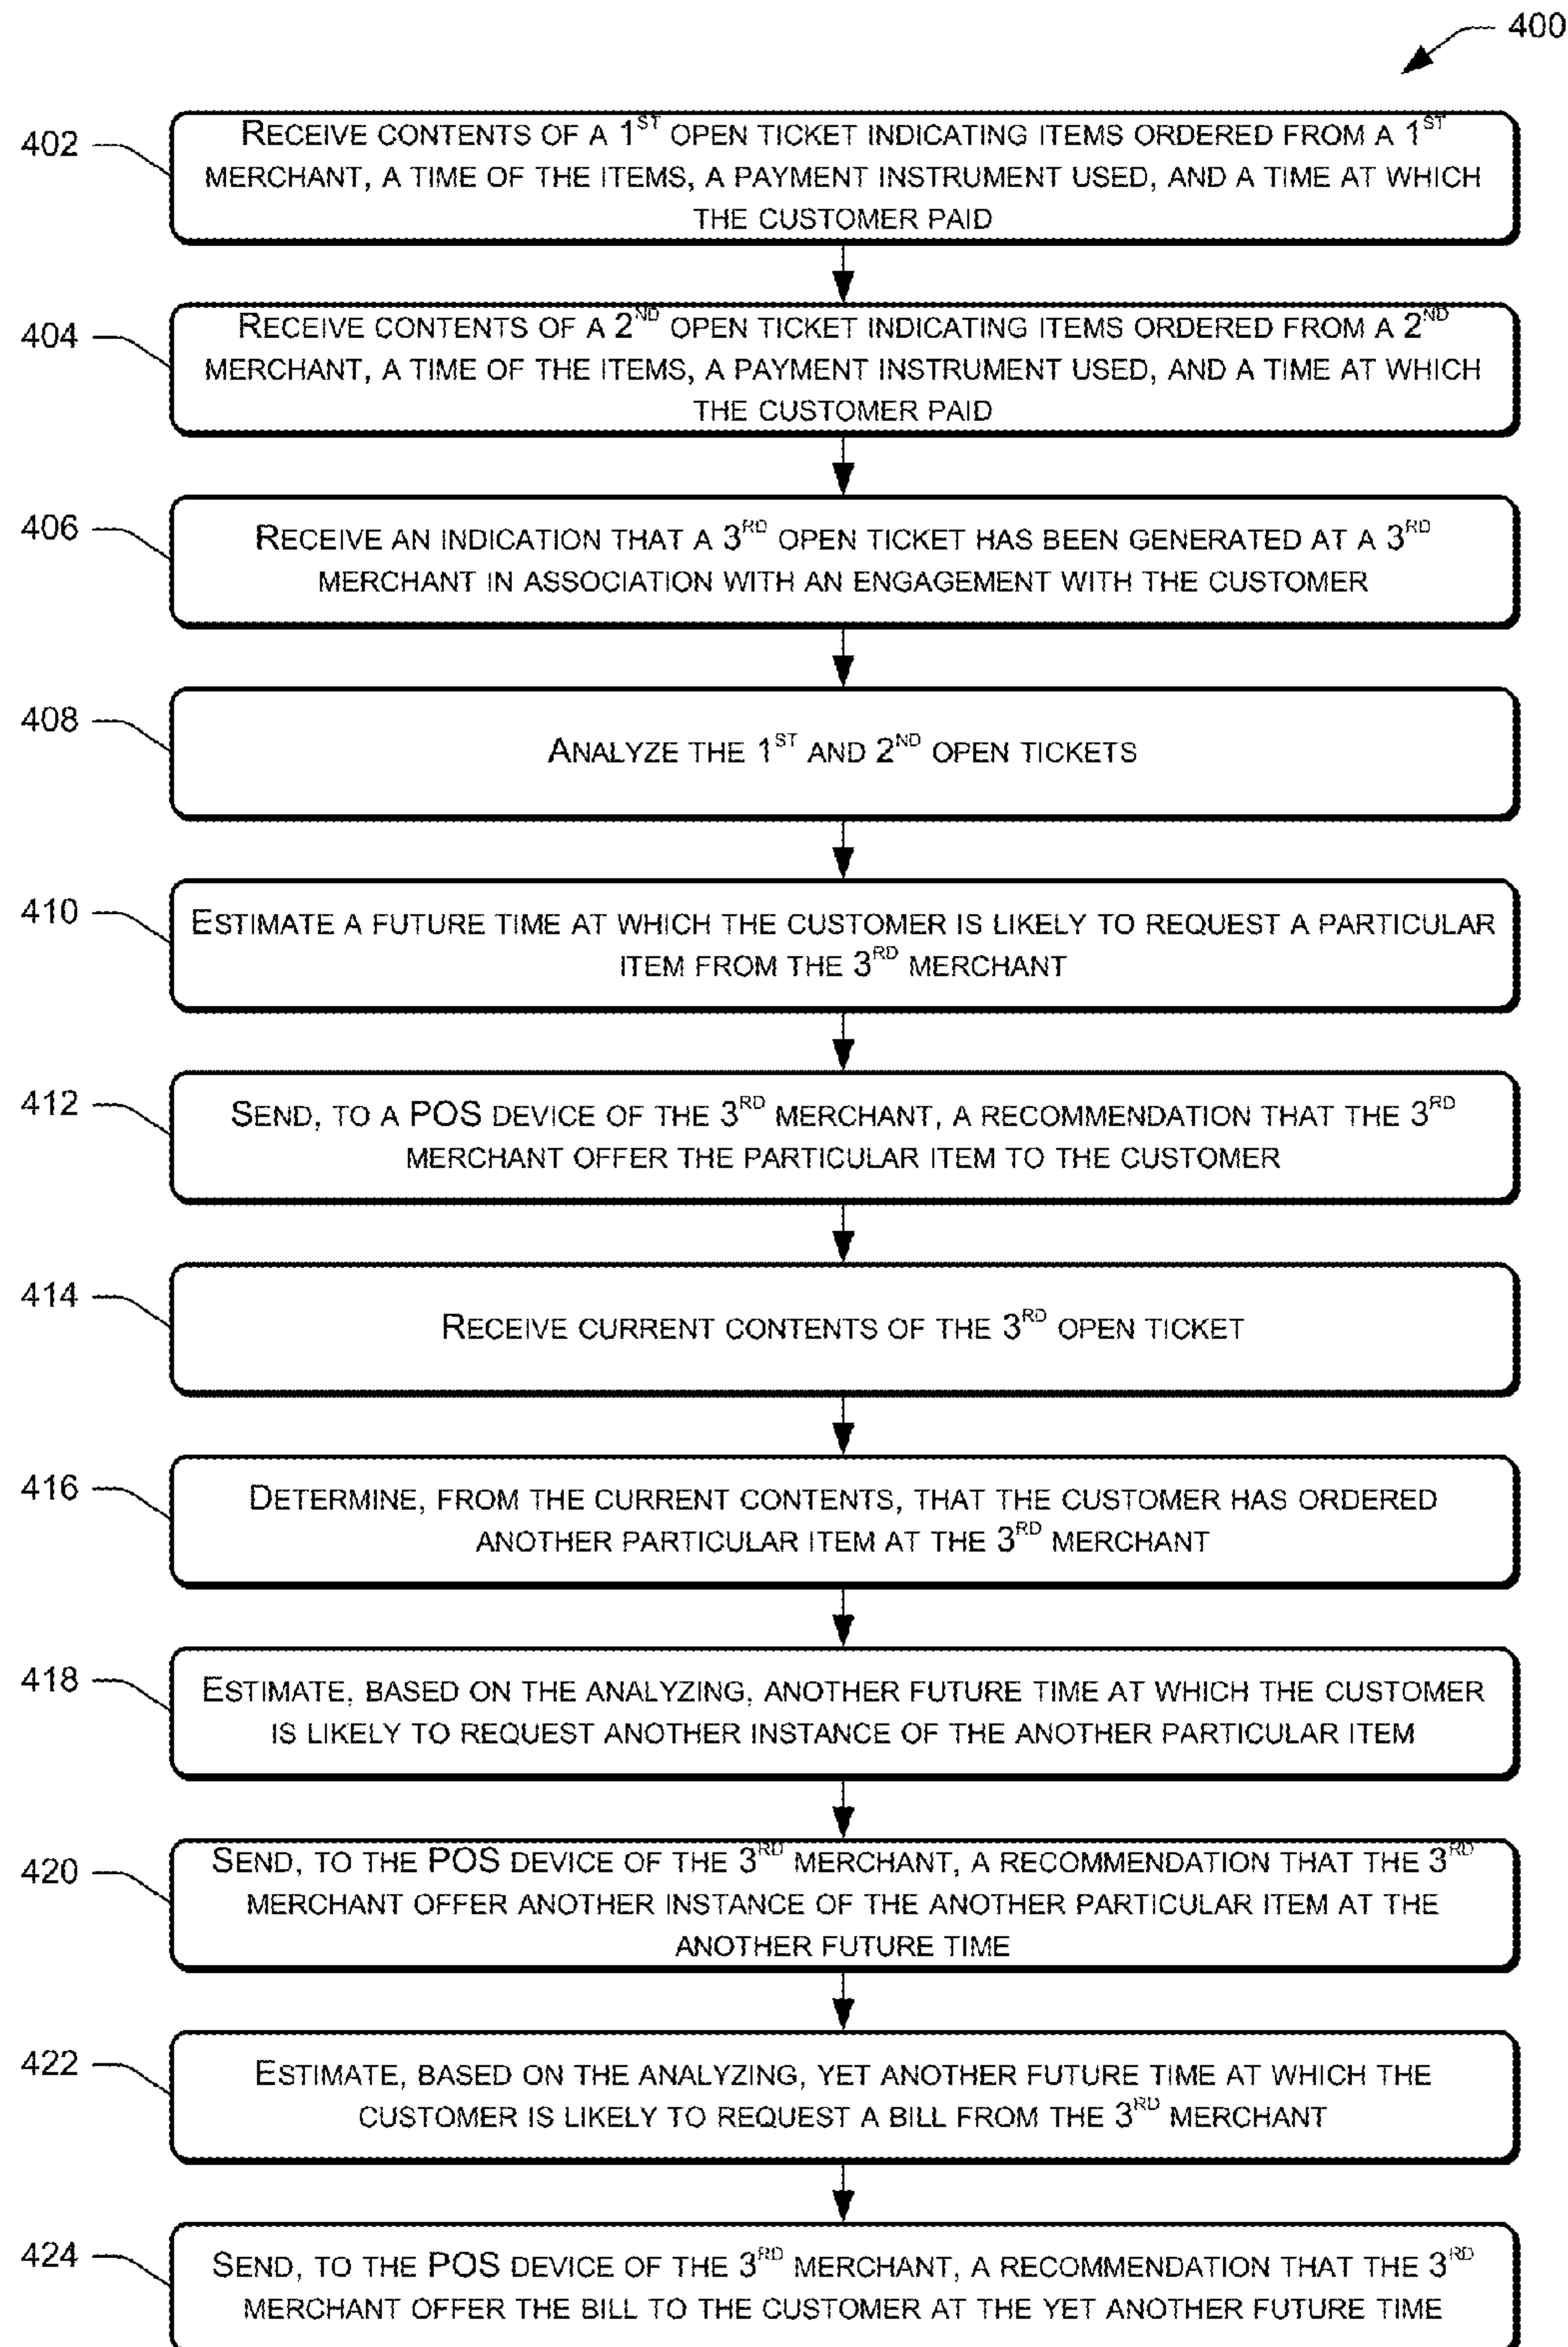 400
402
RECEIVE CONTENTS OF A 1ST OPEN TICKET INDICATING ITEMS ORDERED FROM A 1ST
MERCHANT, A TIME OF THE ITEMS, A PAYMENT INSTRUMENT USED, AND A TIME AT WHICH
THE CUSTOMER PAID
404
RECEIVE CONTENTS OF A 2ND OPEN TICKET INDICATING ITEMS ORDERED FROM A 2ND
MERCHANT, A TIME OF THE ITEMS, A PAYMENT INSTRUMENT USED, AND A TIME AT WHICH
THE CUSTOMER PAID
406
RECEIVE AN INDICATION THAT A 3RD OPEN TICKET HAS BEEN GENERATED AT A 3RD
MERCHANT IN ASSOCIATION WITH AN ENGAGEMENT WITH THE CUSTOMER
408
ANALYZE THE 1ST AND 2ND OPEN TICKETS
410
ESTIMATE A FUTURE TIME AT WHICH THE CUSTOMER IS LIKELY TO REQUEST A PARTICULAR
ITEM FROM THE 3RD MERCHANT
412
SEND, TO A POS DEVICE OF THE 3RD MERCHANT, A RECOMMENDATION THAT THE 3RD
MERCHANT OFFER THE PARTICULAR ITEM TO THE CUSTOMER
414
RECEIVE CURRENT CONTENTS OF THE 3RD OPEN TICKET
416
DETERMINE, FROM THE CURRENT CONTENTS, THAT THE CUSTOMER HAS ORDERED
ANOTHER PARTICULAR ITEM AT THE 3RD MERCHANT
418
ESTIMATE, BASED ON THE ANALYZING, ANOTHER FUTURE TIME AT WHICH THE CUSTOMER
IS LIKELY TO REQUEST ANOTHER INSTANCE OF THE ANOTHER PARTICULAR ITEM
420
SEND, TO THE POS DEVICE OF THE 3RD MERCHANT, A RECOMMENDATION THAT THE 3RD
MERCHANT OFFER ANOTHER INSTANCE OF THE ANOTHER PARTICULAR ITEM AT THE
ANOTHER FUTURE TIME
422
ESTIMATE, BASED ON THE ANALYZING, YET ANOTHER FUTURE TIME AT WHICH THE
CUSTOMER IS LIKELY TO REQUEST A BILL FROM THE 3RD MERCHANT
424
SEND, TO THE POS DEVICE OF THE 3RD MERCHANT, A RECOMMENDATION THAT THE 3RD
MERCHANT OFFER THE BILL TO THE CUSTOMER AT THE YET ANOTHER FUTURE TIME